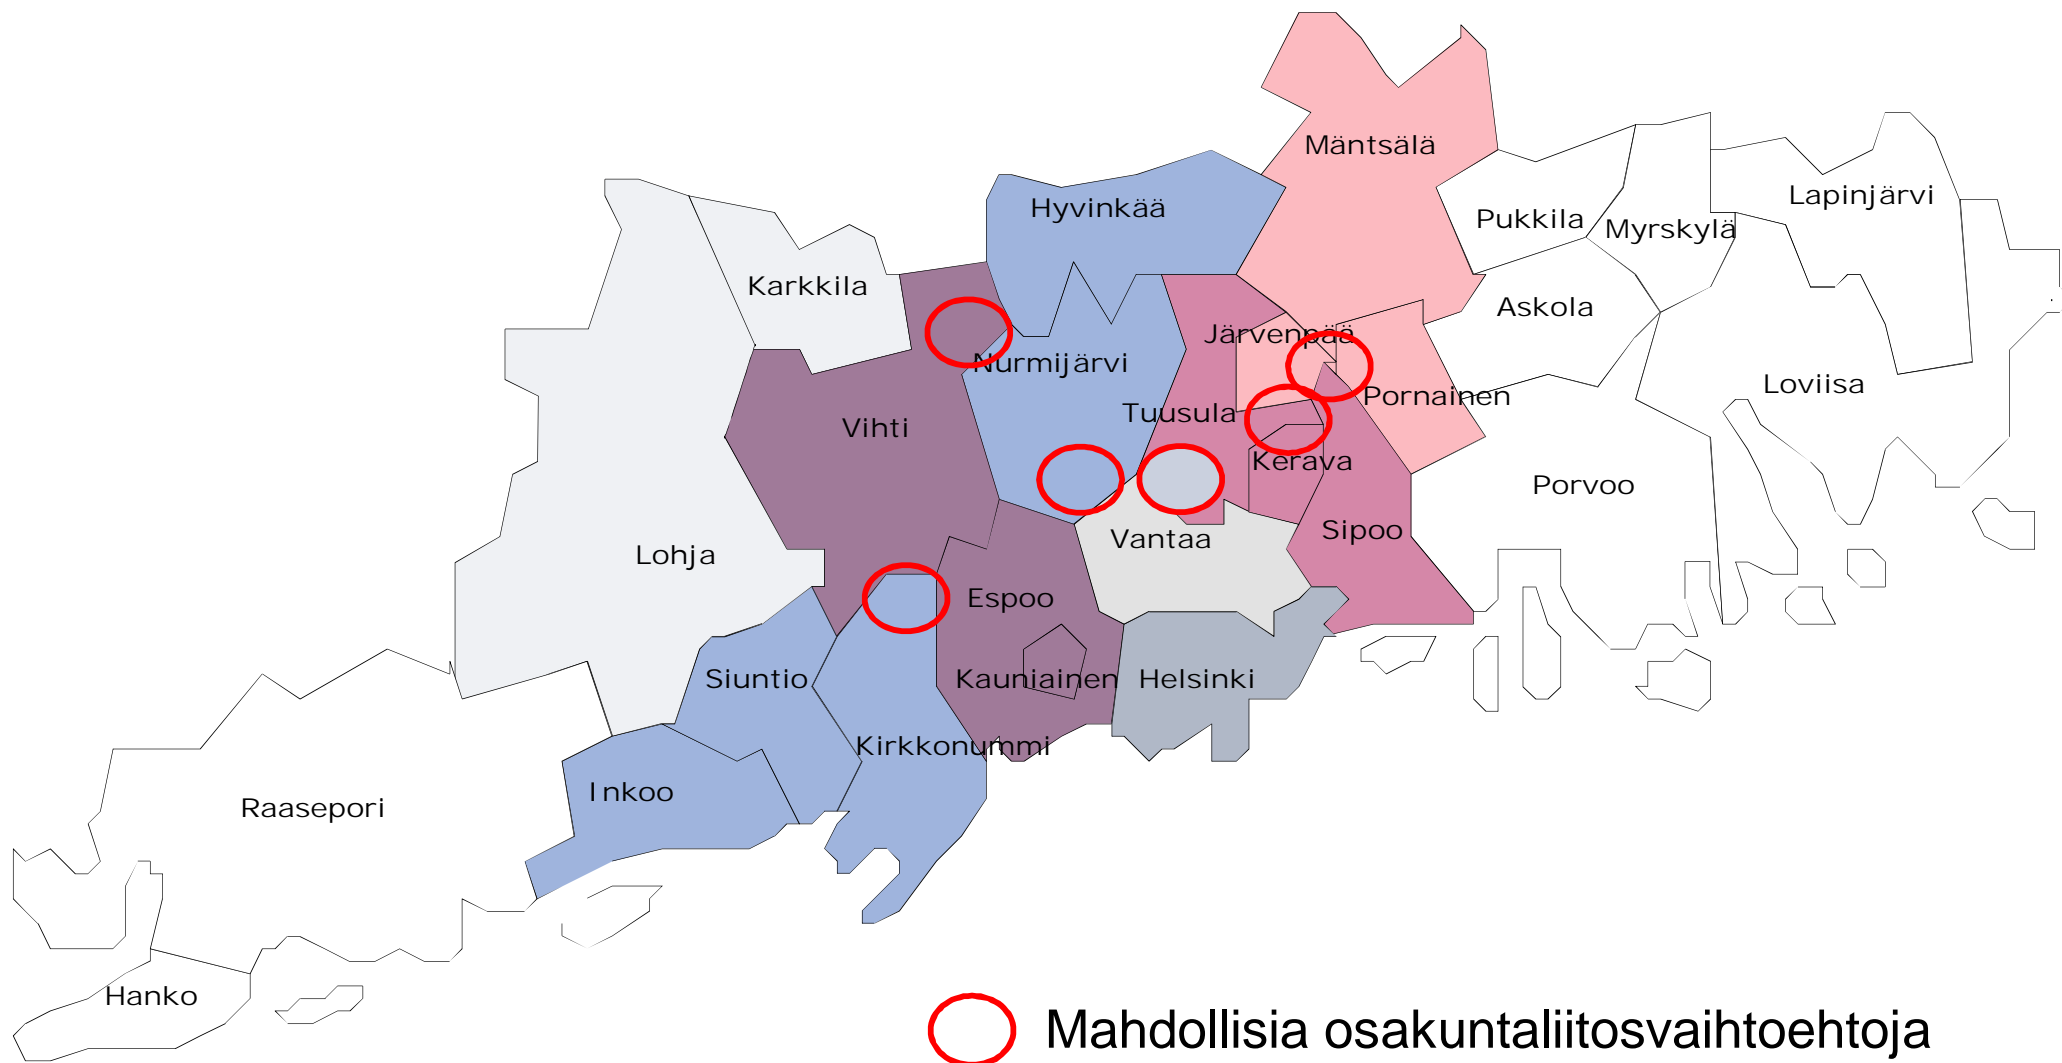 Mäntsälä
Lapinjärvi
Hyvinkää
Pukkila
Myrskylä
Karkkila
Askola
Järvenpää
Nurmijärvi
Loviisa
Pornainen
Tuusula
Vihti
Kerava
Porvoo
Sipoo
Vantaa
Lohja
Espoo
Siuntio
Kauniainen
Helsinki
Kirkkonummi
Inkoo
Raasepori
Hanko
Mahdollisia osakuntaliitosvaihtoehtoja